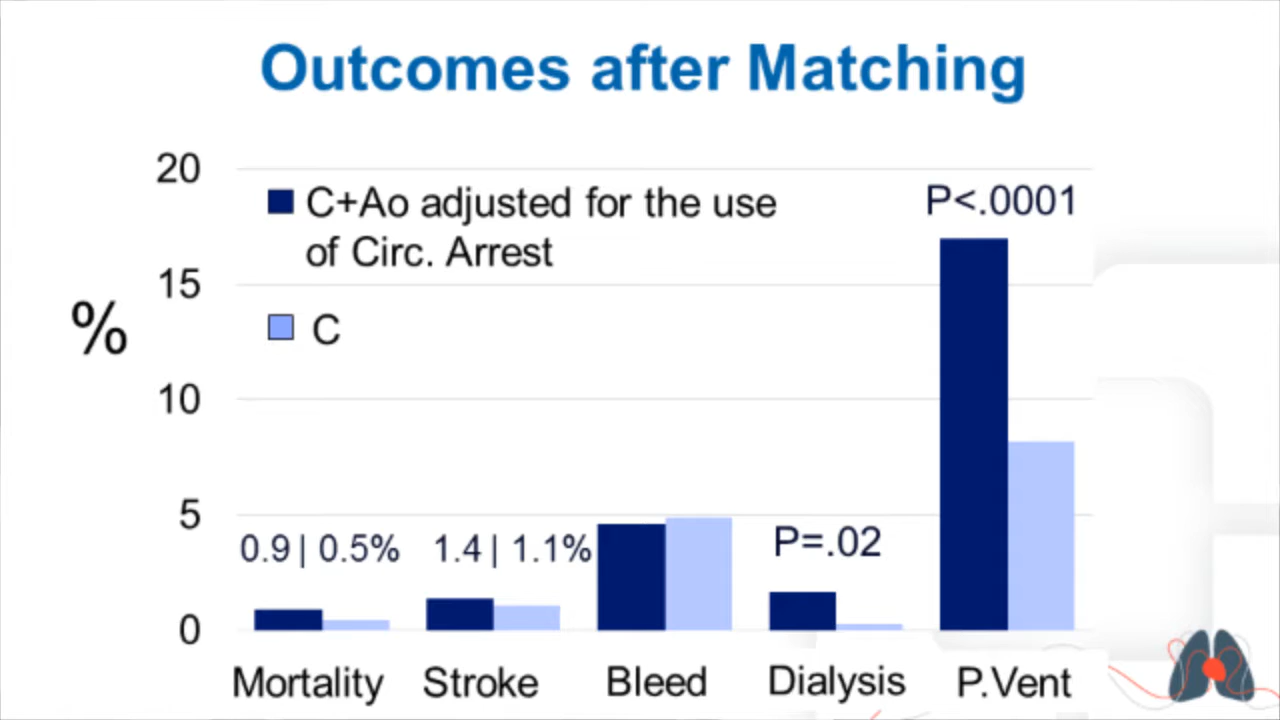 Outcomes after Matching
20
C+Ao adjusted for the use
of Circ. Arrest
P<.0001
15
%
C
10
5
0.9 | 0.5%
1.4 | 1.1%
P=.02
0
Mortality
Stroke
Bleed
Dialysis
P.Vent